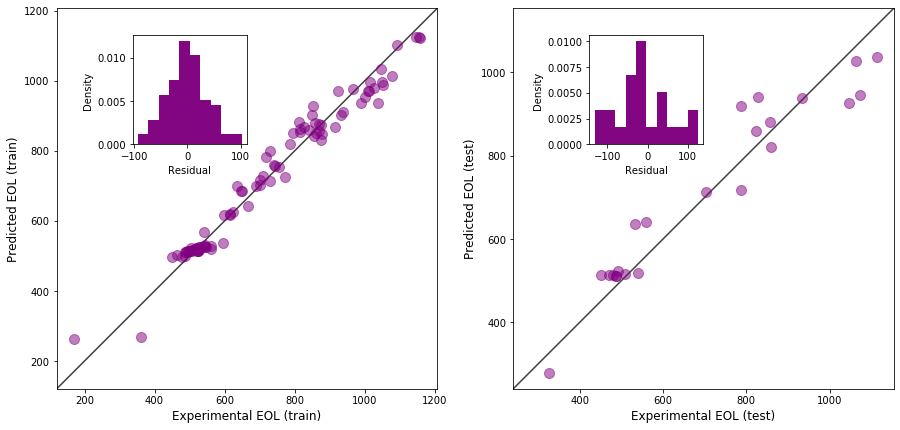 1200
1000
800
600
400
200
Predicted EOL (train)
200 400 600 800 1000 1200
Experimental EOL (train)
0.010
0.005
0.000
Density
−100 0 100
Residual
1000
800
600
400
Predicted EOL (test)
400 600 800 1000
Experimental EOL (test)
0.0100
0.0075
0.0050
0.0025
0.0000
Density
−100 0 100
Residual